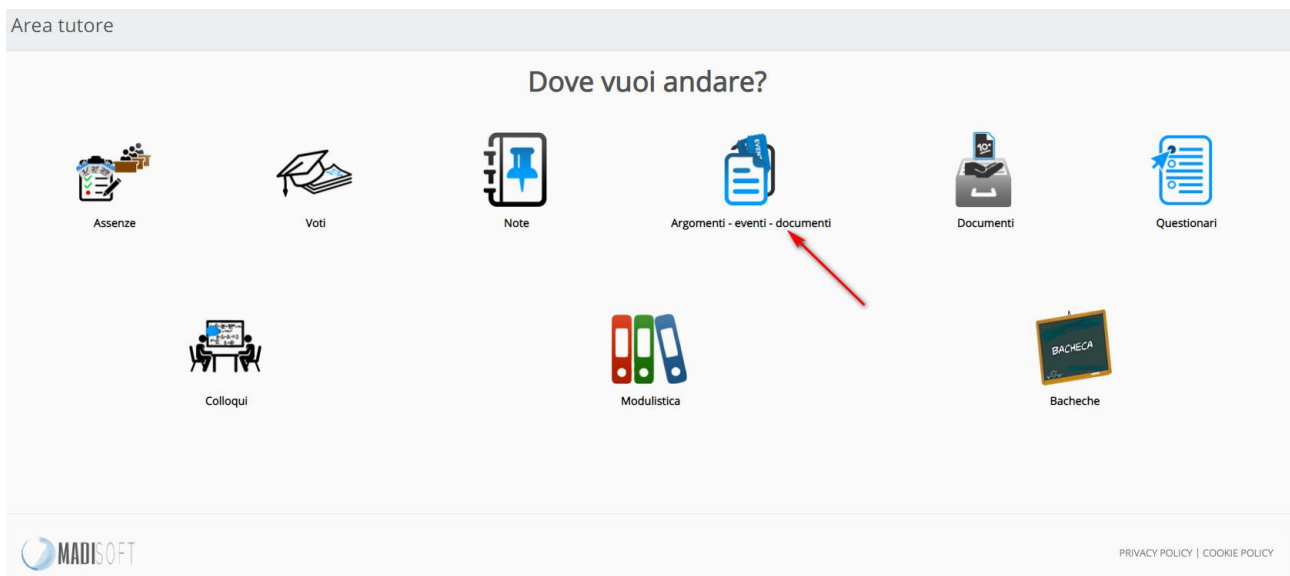 Area tutore
Dove vuoi andare?
EVENT
Assenze
Voti
Note
Argomenti - eventi - documenti
Documenti
Questionari
BACHECA
Colloqui
Modulistica
Bacheche
MADISOFT
PRIVACY POLICY | COOKIE POLICY